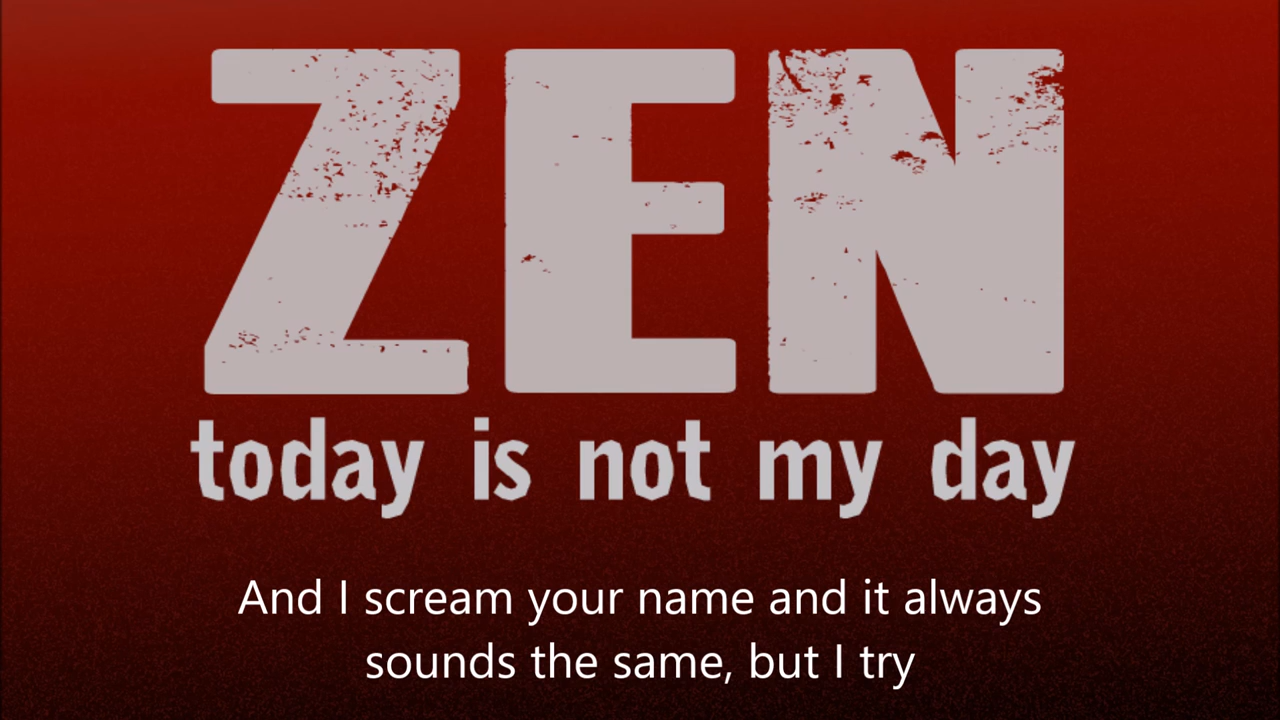 ZEN
today is not my day
And I scream your name and it always
sounds the same, but I try